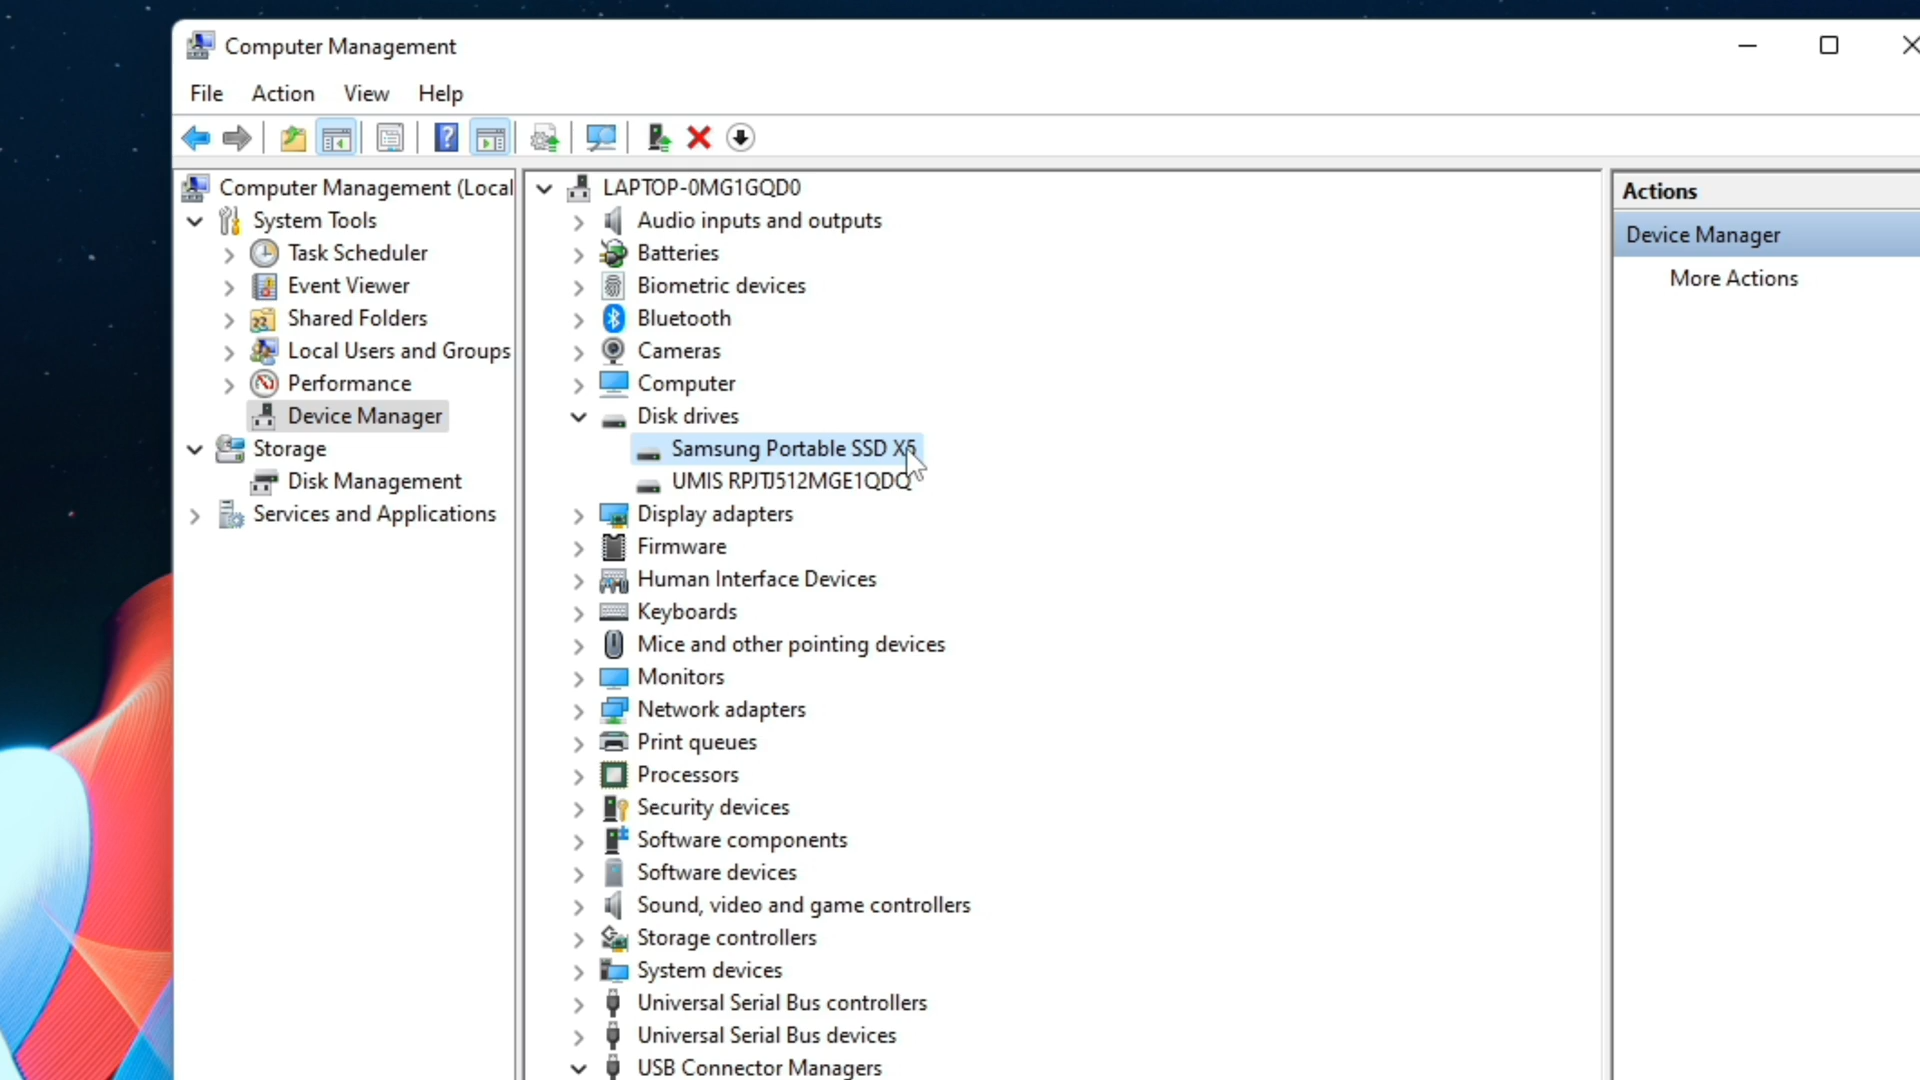 Computer Management
File Action View Help
Computer Management (Local
System Tools
Task Scheduler
Event Viewer
Shared Folders
Local Users and Groups
Performance
Device Manager
Storage
Disk Management
Services and Applications
LAPTOP-0MG1GQD0
Audio inputs and outputs
Batteries
Biometric devices
Bluetooth
Cameras
Computer
Disk drives
Samsung Portable SSD X5
UMIS RPJTJ512MGE1QDQ
Display adapters
Firmware
Human Interface Devices
Keyboards
Mice and other pointing devices
Monitors
Network adapters
Print queues
Processors
Security devices
Software components
Software devices
Sound, video and game controllers
Storage controllers
System devices
Universal Serial Bus controllers
Universal Serial Bus devices
USB Connector Managers
Actions
Device Manager
More Actions